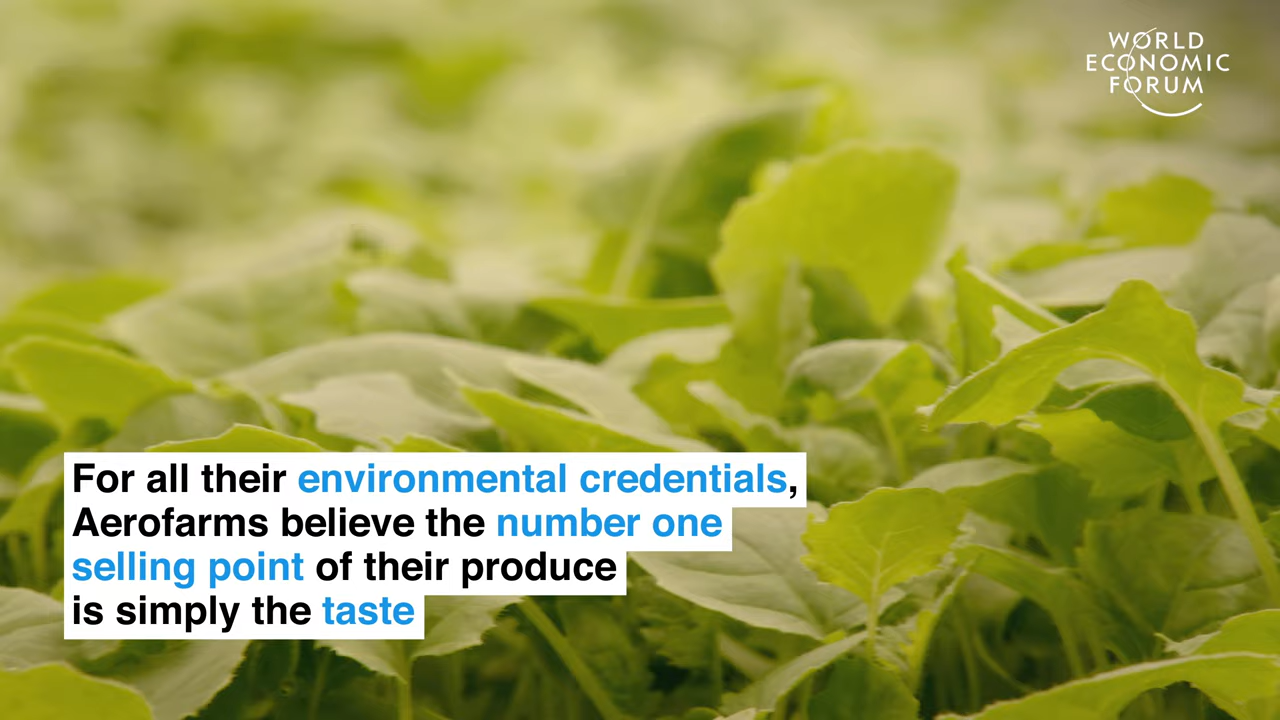 WORLD
ECONOMIC
FORUM
For all their environmental credentials,
Aerofarms believe the number one
selling point of their produce
is simply the taste